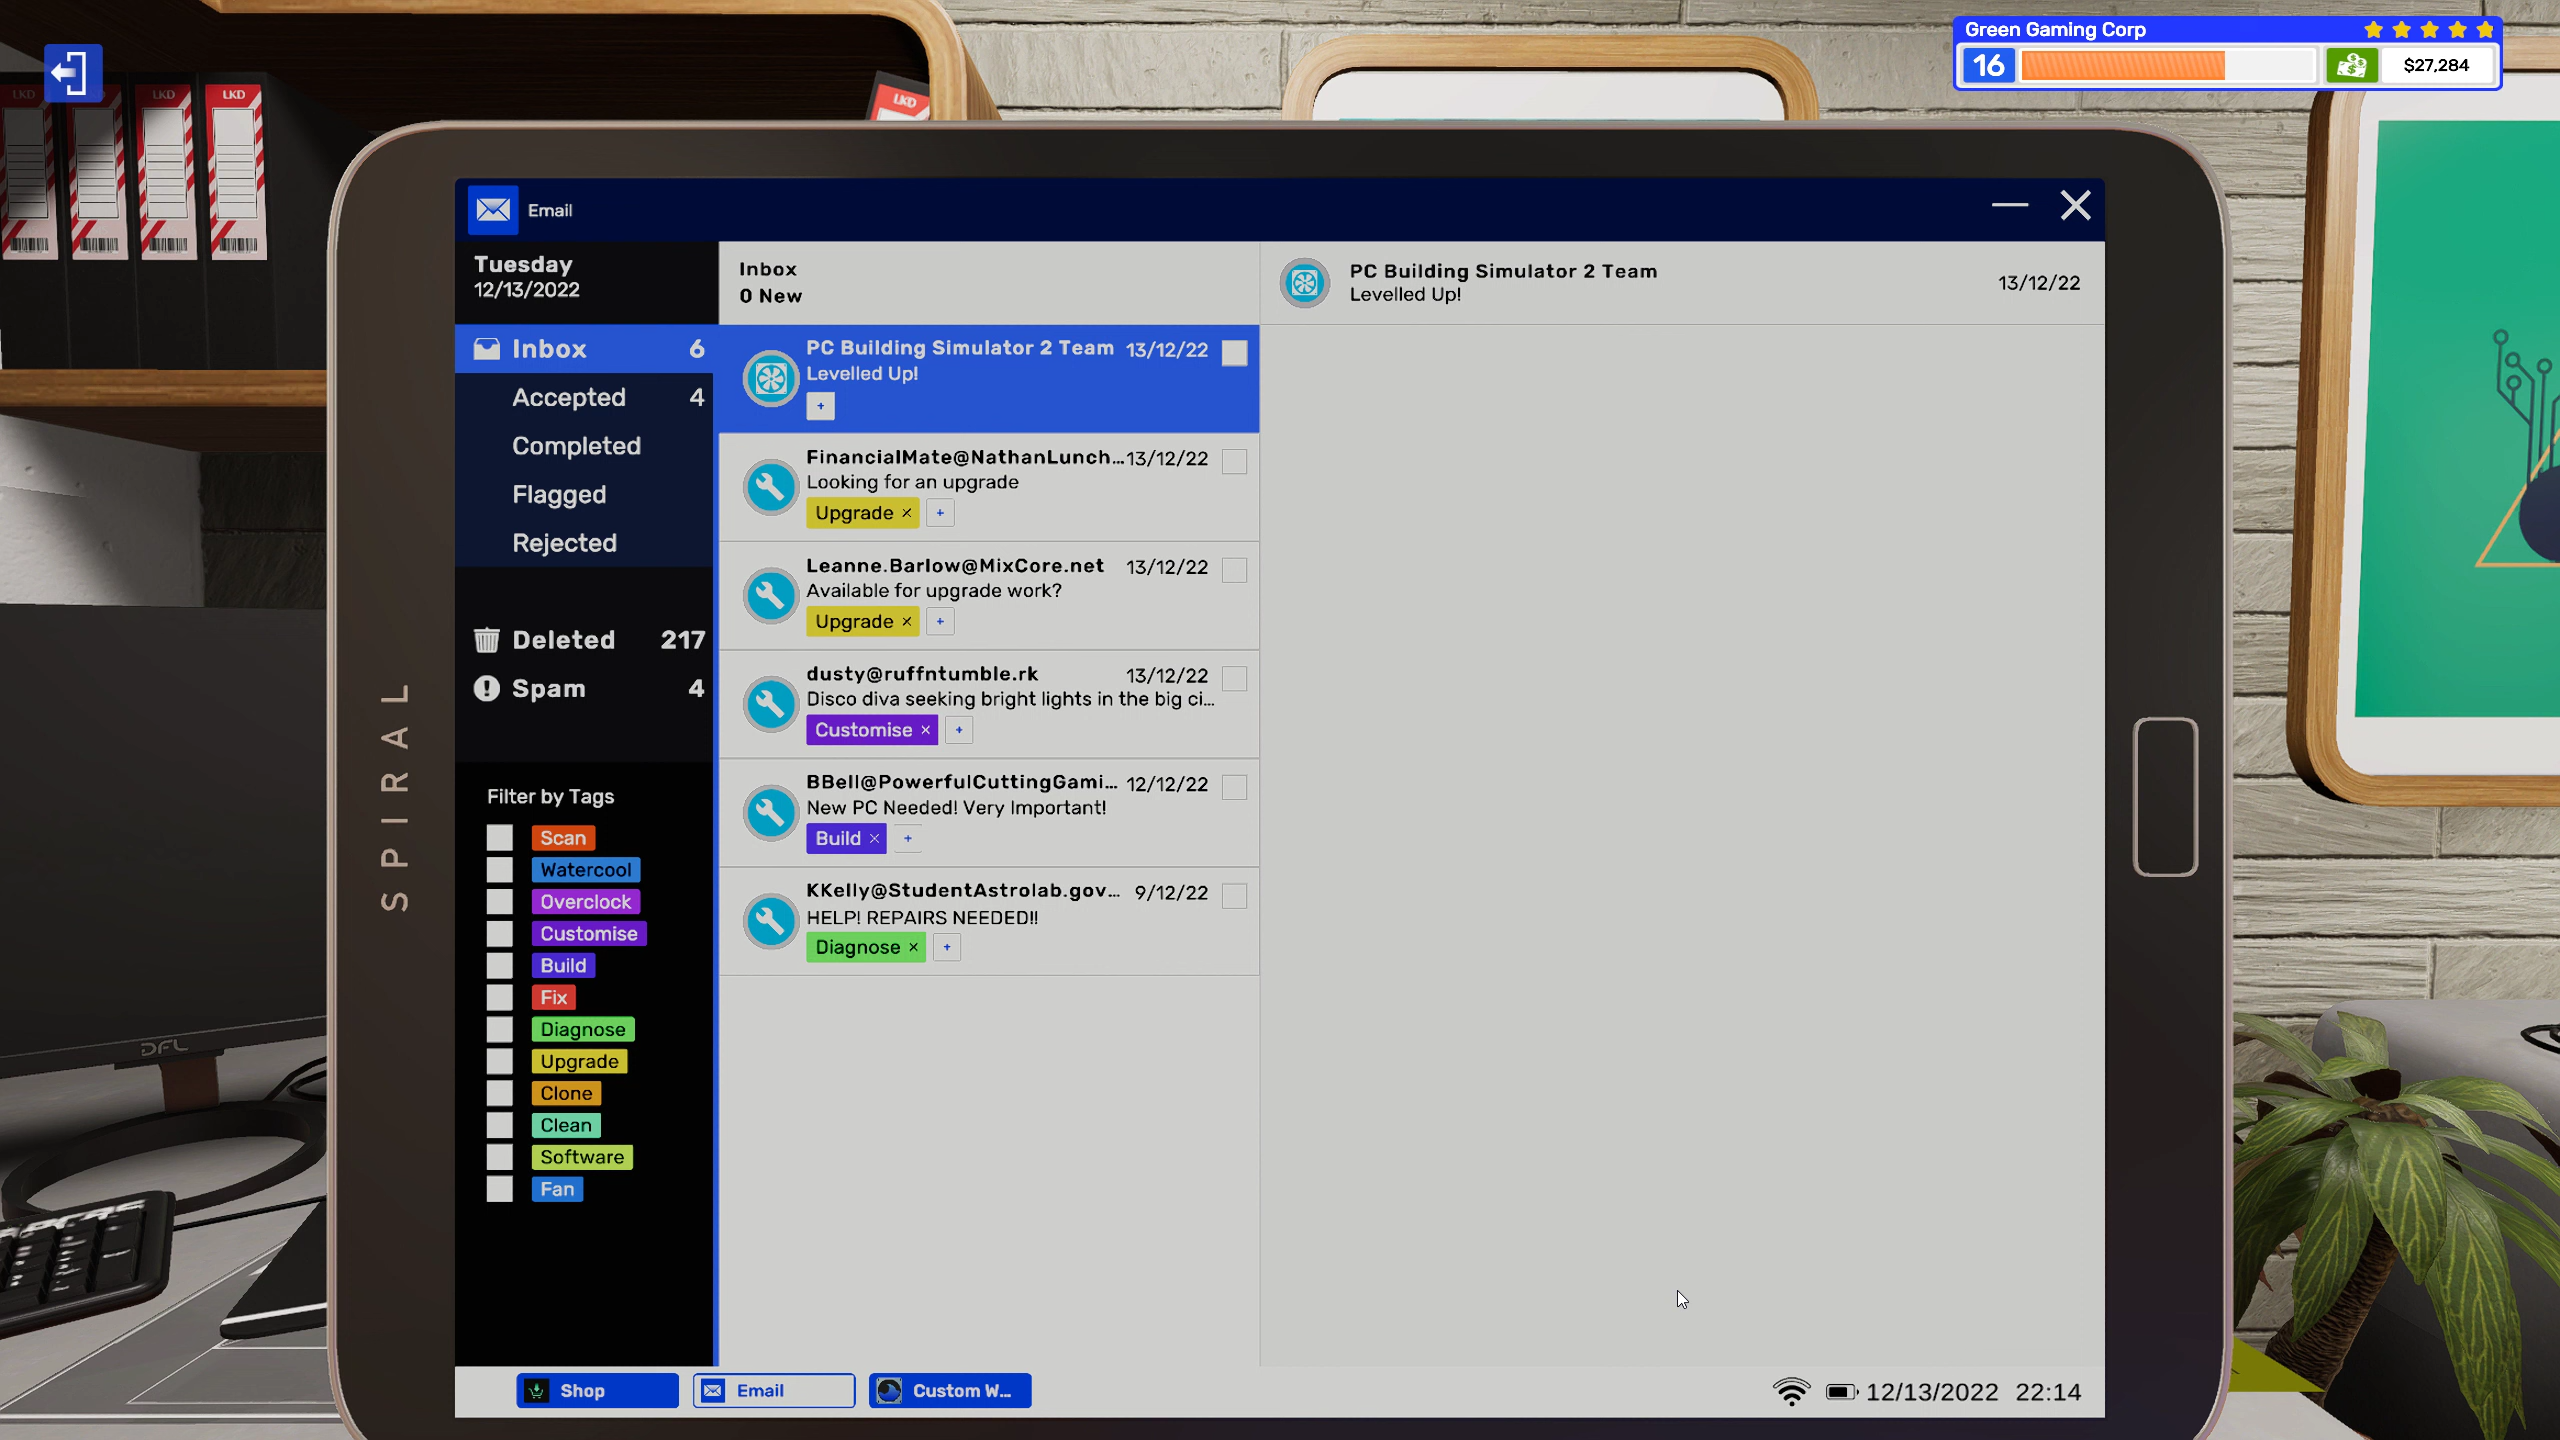 Green Gaming Corp
16
$27,284
LKD
LKD
LKD
LKD
LKD
Email
Tuesday
12/13/2022
Inbox
0 New
PC Building Simulator 2 Team
Levelled Up!
13/12/22
Inbox 6
Accepted 4
Completed
Flagged
Rejected
Deleted 217
Spam 4
Filter by Tags
Scan
Watercool
Overclock
Customise
Build
Fix
Diagnose
Upgrade
Clone
Clean
Software
Fan
PC Building Simulator 2 Team 13/12/22
Levelled Up!
+
FinancialMate@NathanLunch... 13/12/22
Looking for an upgrade
Upgrade × +
Leanne.Barlow@MixCore.net 13/12/22
Available for upgrade work?
Upgrade × +
dusty@ruffntumble.rk 13/12/22
Disco diva seeking bright lights in the big ci...
Customise × +
BBell@PowerfulCuttingGami... 12/12/22
New PC Needed! Very Important!
Build × +
KKelly@StudentAstrolab.gov... 9/12/22
HELP! REPAIRS NEEDED!!
Diagnose × +
SPIRAL
DFL
Shop
Email
Custom W...
12/13/2022 22:14